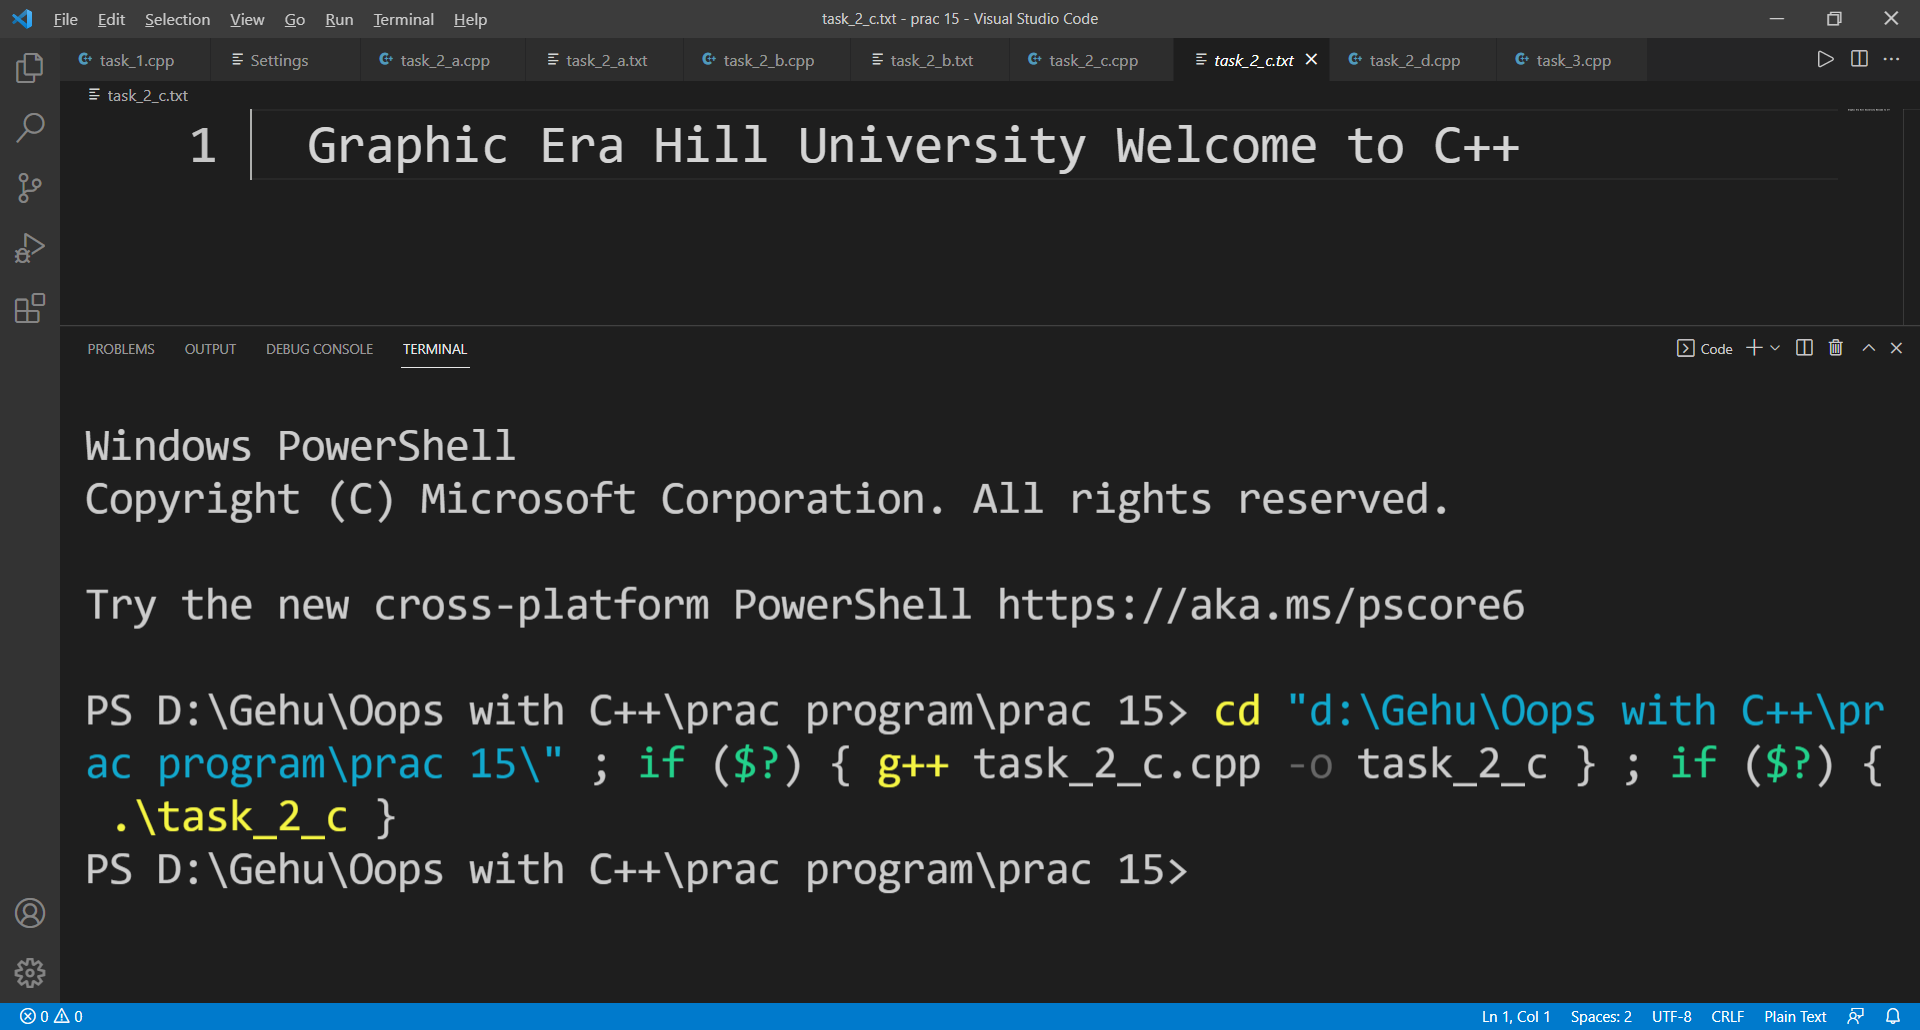 File Edit Selection View Go Run Terminal Help task_2_c.txt - prac 15 - Visual Studio Code
task_1.cpp Settings task_2_a.cpp task_2_a.txt task_2_b.cpp task_2_b.txt task_2_c.cpp task_2_c.txt task_2_d.cpp task_3.cpp
task_2_c.txt
1 Graphic Era Hill University Welcome to C++
PROBLEMS OUTPUT DEBUG CONSOLE TERMINAL Code
Windows PowerShell
Copyright (C) Microsoft Corporation. All rights reserved.
Try the new cross-platform PowerShell https://aka.ms/pscore6
PS D:\Gehu\Oops with C++\prac program\prac 15> cd "d:\Gehu\Oops with C++\pr
ac program\prac 15\" ; if ($?) { g++ task_2_c.cpp -o task_2_c } ; if ($?) {
.\task_2_c }
PS D:\Gehu\Oops with C++\prac program\prac 15>
0 0 Ln 1, Col 1 Spaces: 2 UTF-8 CRLF Plain Text